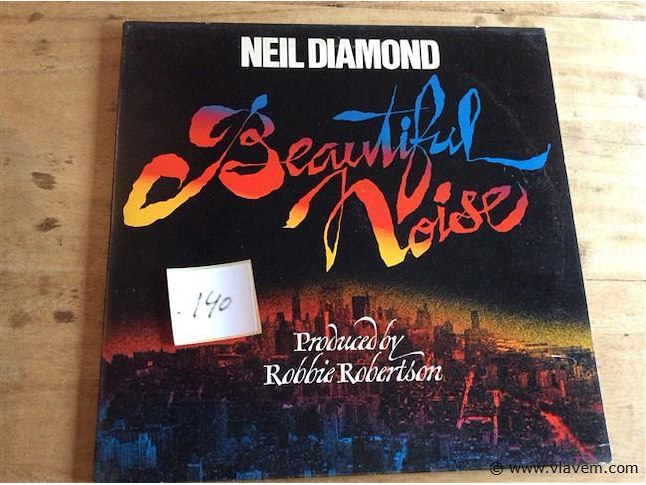 NEIL DIAMOND
Beautiful
Noise
.140
Produced by
Robbie Robertson
© www.vlavem.com